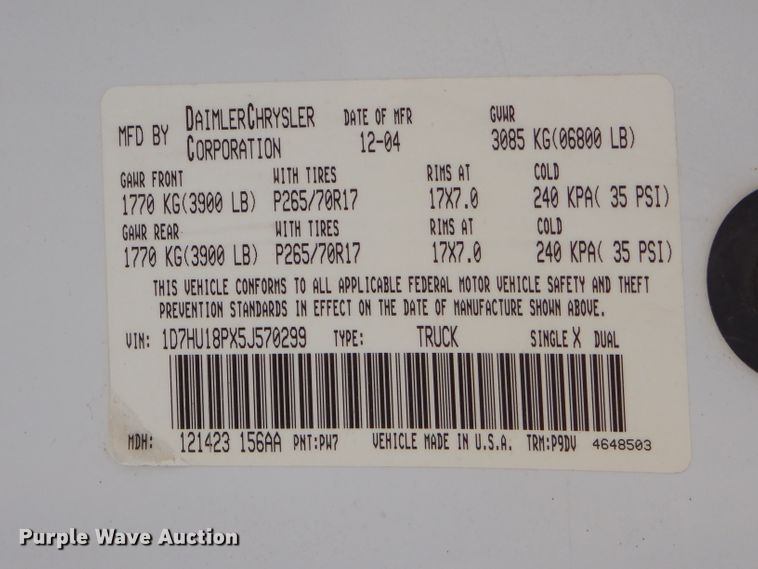 MFD BY DAIMLERCHRYSLER CORPORATION DATE OF MFR 12-04 GVWR 3085 KG(06800 LB)
GAWR FRONT WITH TIRES RIMS AT COLD
1770 KG(3900 LB) P265/70R17 17X7.0 240 KPA( 35 PSI)
GAWR REAR WITH TIRES RIMS AT COLD
1770 KG(3900 LB) P265/70R17 17X7.0 240 KPA( 35 PSI)
THIS VEHICLE CONFORMS TO ALL APPLICABLE FEDERAL MOTOR VEHICLE SAFETY AND THEFT
PREVENTION STANDARDS IN EFFECT ON THE DATE OF MANUFACTURE SHOWN ABOVE.
VIN: 1D7HU18PX5J570299 TYPE: TRUCK SINGLE X DUAL
MDH: 121423 156AA PNT:PW7 VEHICLE MADE IN U.S.A. TRM:P9DV 4648503
Purple Wave Auction